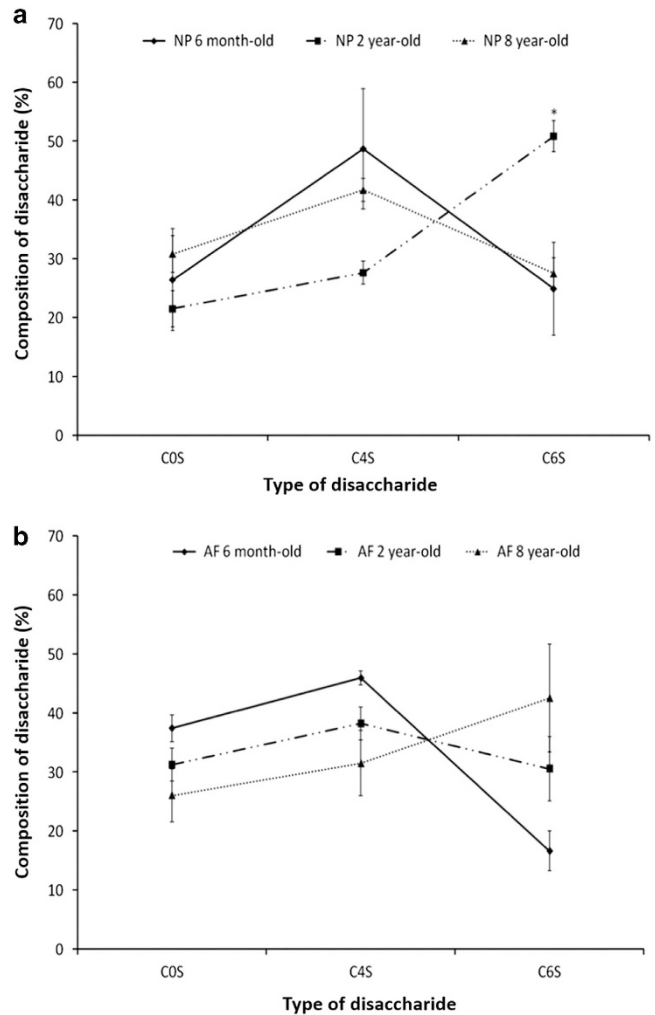 a
NP 6 month-old NP 2 year-old NP 8 year-old
Composition of disaccharide (%)
70
60
50
40
30
20
10
0
*
C0S C4S C6S
Type of disaccharide
b
AF 6 month-old AF 2 year-old AF 8 year-old
Composition of disaccharide (%)
70
60
50
40
30
20
10
0
C0S C4S C6S
Type of disaccharide